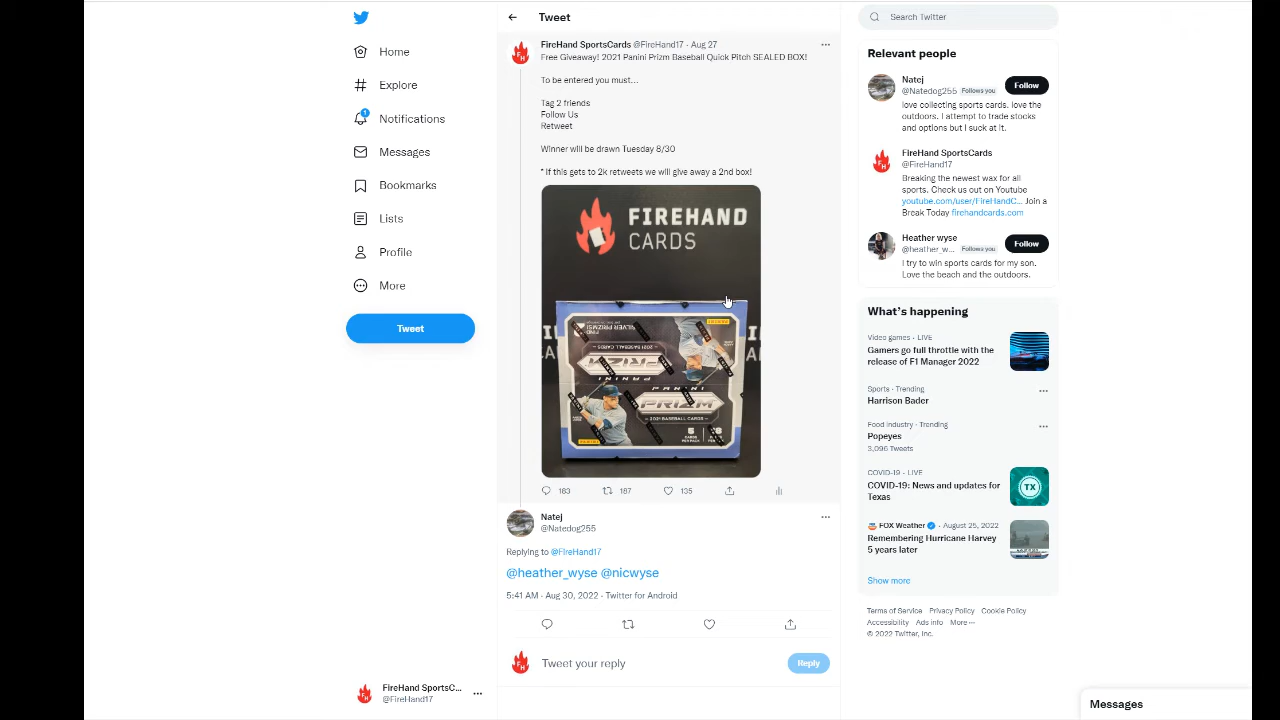 Home
Explore
1
Notifications
Messages
Bookmarks
Lists
Profile
More
Tweet
FireHand SportsC...
@FireHand17
Tweet
FireHand SportsCards @FireHand17 · Aug 27
Free Giveaway! 2021 Panini Prizm Baseball Quick Pitch SEALED BOX!
To be entered you must...
Tag 2 friends
Follow Us
Retweet
Winner will be drawn Tuesday 8/30
* If this gets to 2k retweets we will give away a 2nd box!
FIREHAND
CARDS
PRIZM
PANINI
PANINI
PRIZM
2021 BASEBALL CARDS
183
187
135
Natej
@Natedog255
Replying to @FireHand17
@heather_wyse @nicwyse
5:41 AM · Aug 30, 2022 · Twitter for Android
Tweet your reply
Reply
Search Twitter
Relevant people
Natej
@Natedog255 Follows you
Follow
love collecting sports cards. love the
outdoors. I attempt to trade stocks
and options but I suck at it.
FireHand SportsCards
@FireHand17
Breaking the newest wax for all
sports. Check us out on Youtube
youtube.com/user/FireHandC... Join a
Break Today firehandcards.com
Heather wyse
@heather_w... Follows you
Follow
I try to win sports cards for my son.
Love the beach and the outdoors.
What's happening
Video games · LIVE
Gamers go full throttle with the
release of F1 Manager 2022
Sports · Trending
Harrison Bader
Food industry · Trending
Popeyes
3,096 Tweets
COVID-19 · LIVE
COVID-19: News and updates for
Texas
TX
FOX Weather · August 25, 2022
Remembering Hurricane Harvey
5 years later
Show more
Terms of Service Privacy Policy Cookie Policy
Accessibility Ads info More
© 2022 Twitter, Inc.
Messages